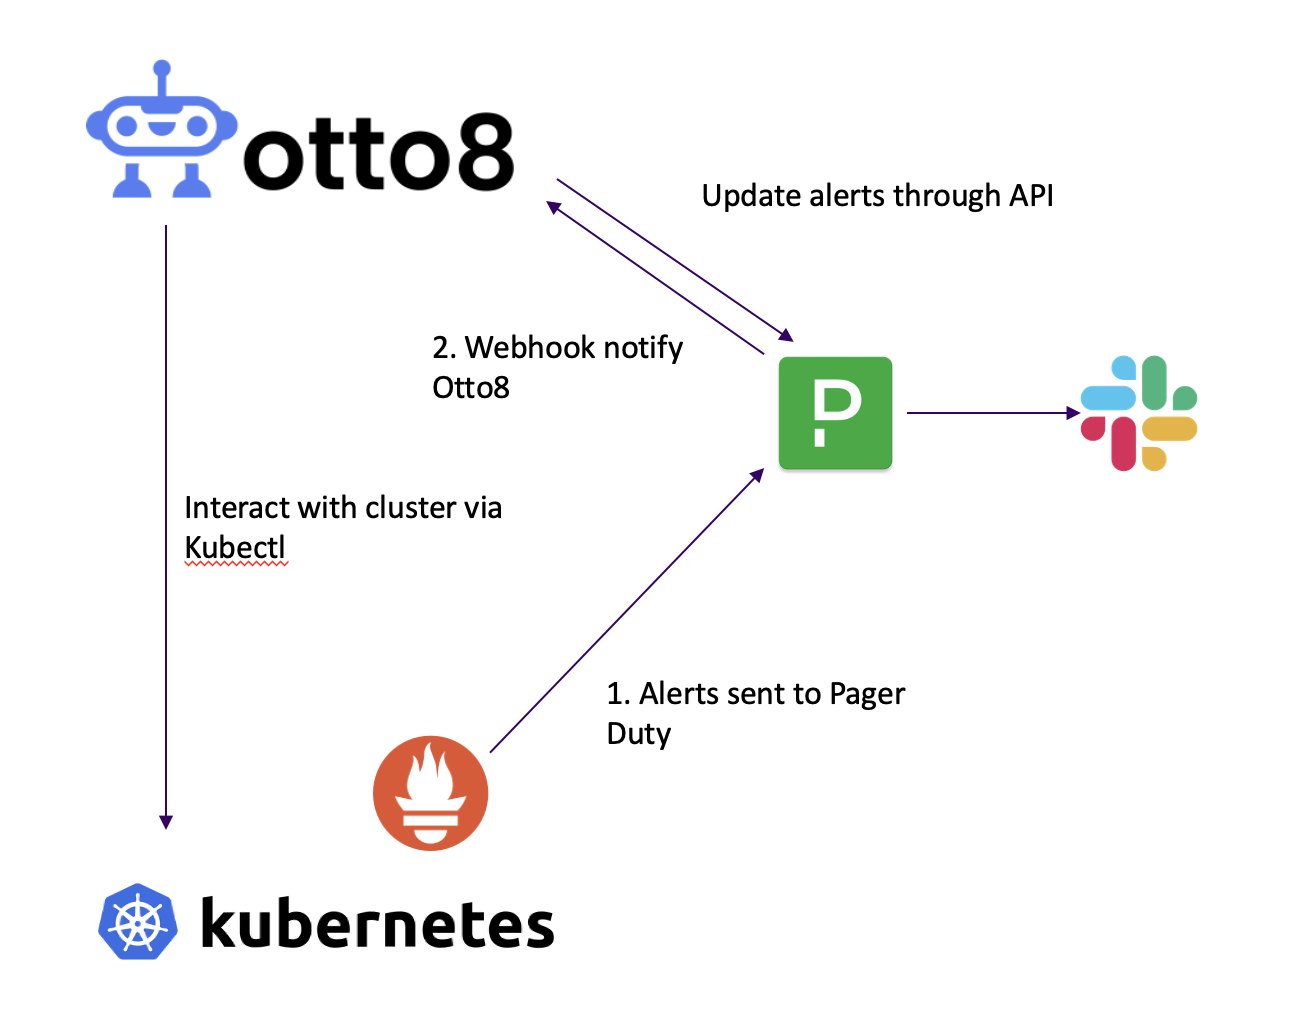 otto8
Update alerts through API
2. Webhook notify
Otto8
P
Interact with cluster via
Kubectl
1. Alerts sent to Pager
Duty
kubernetes